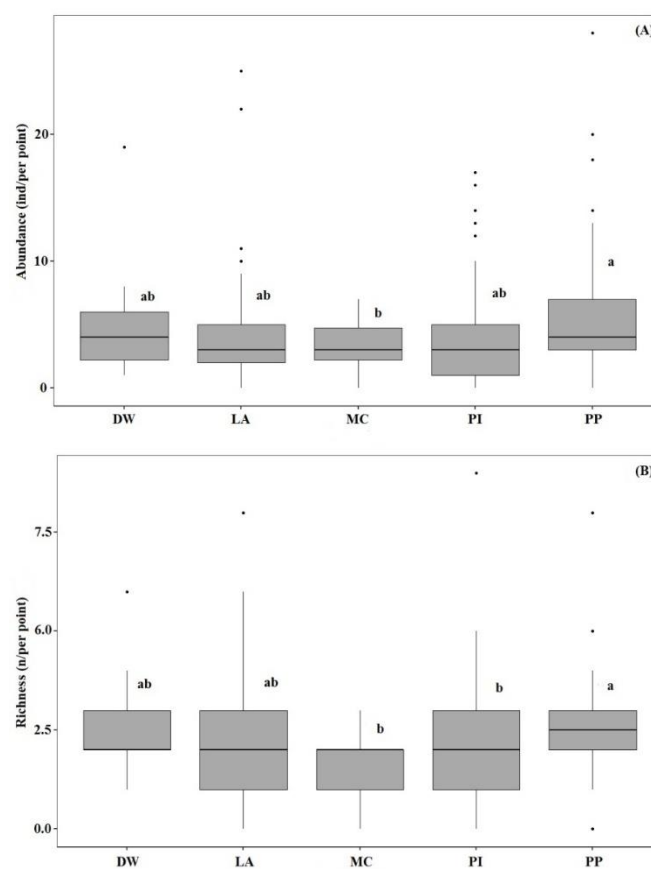 (A)
Abundance (ind/per point)
20
10
0
ab
ab
b
ab
a
DW LA MC PI PP
(B)
Richness (n/per point)
7.5
6.0
2.5
0.0
ab
ab
b
b
a
DW LA MC PI PP